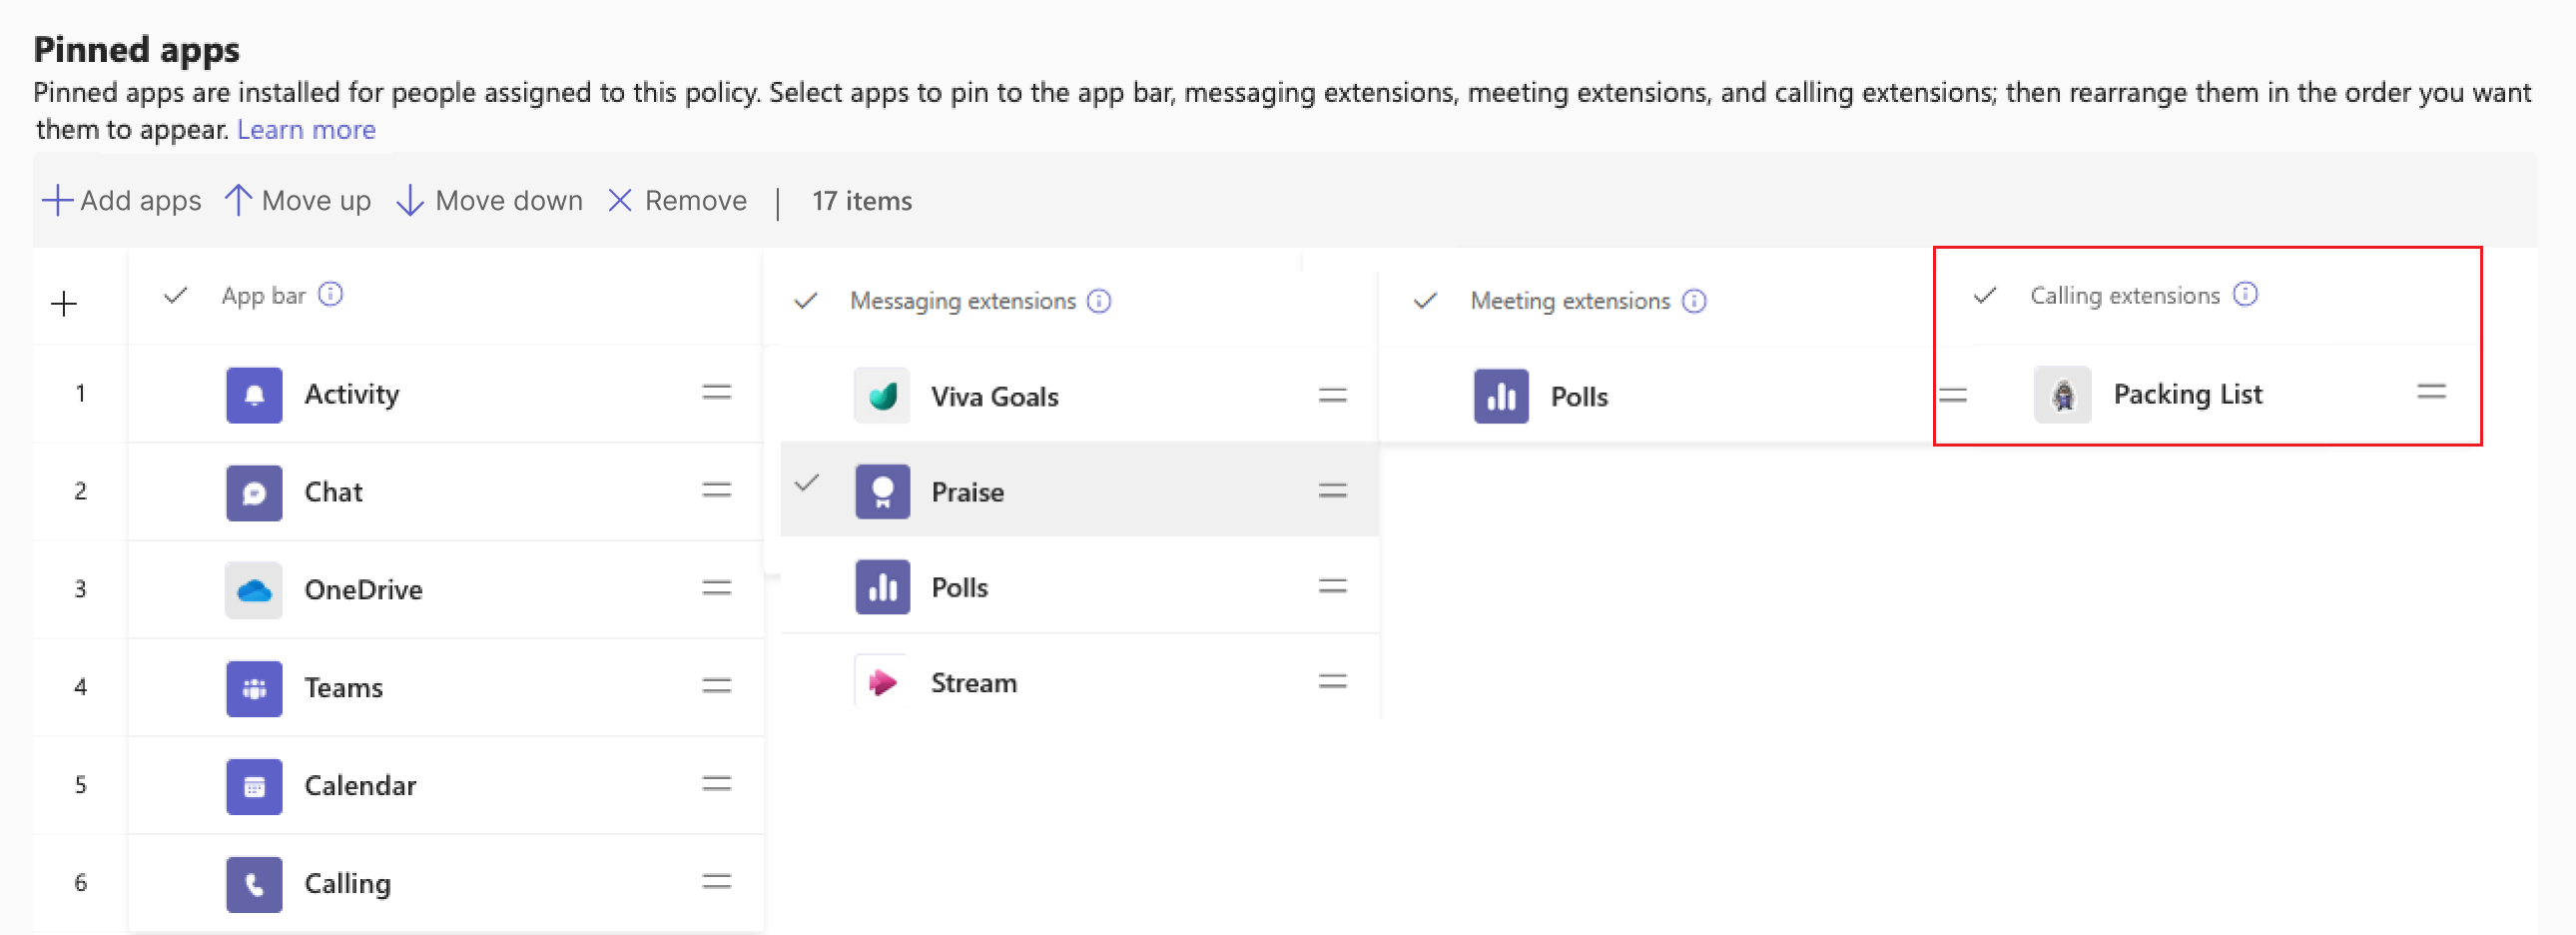 Pinned apps
Pinned apps are installed for people assigned to this policy. Select apps to pin to the app bar, messaging extensions, meeting extensions, and calling extensions; then rearrange them in the order you want
them to appear. Learn more
Add apps Move up Move down Remove | 17 items
App bar Messaging extensions Meeting extensions Calling extensions
1 Activity Viva Goals Polls Packing List
2 Chat Praise
3 OneDrive Polls
4 Teams Stream
5 Calendar
6 Calling